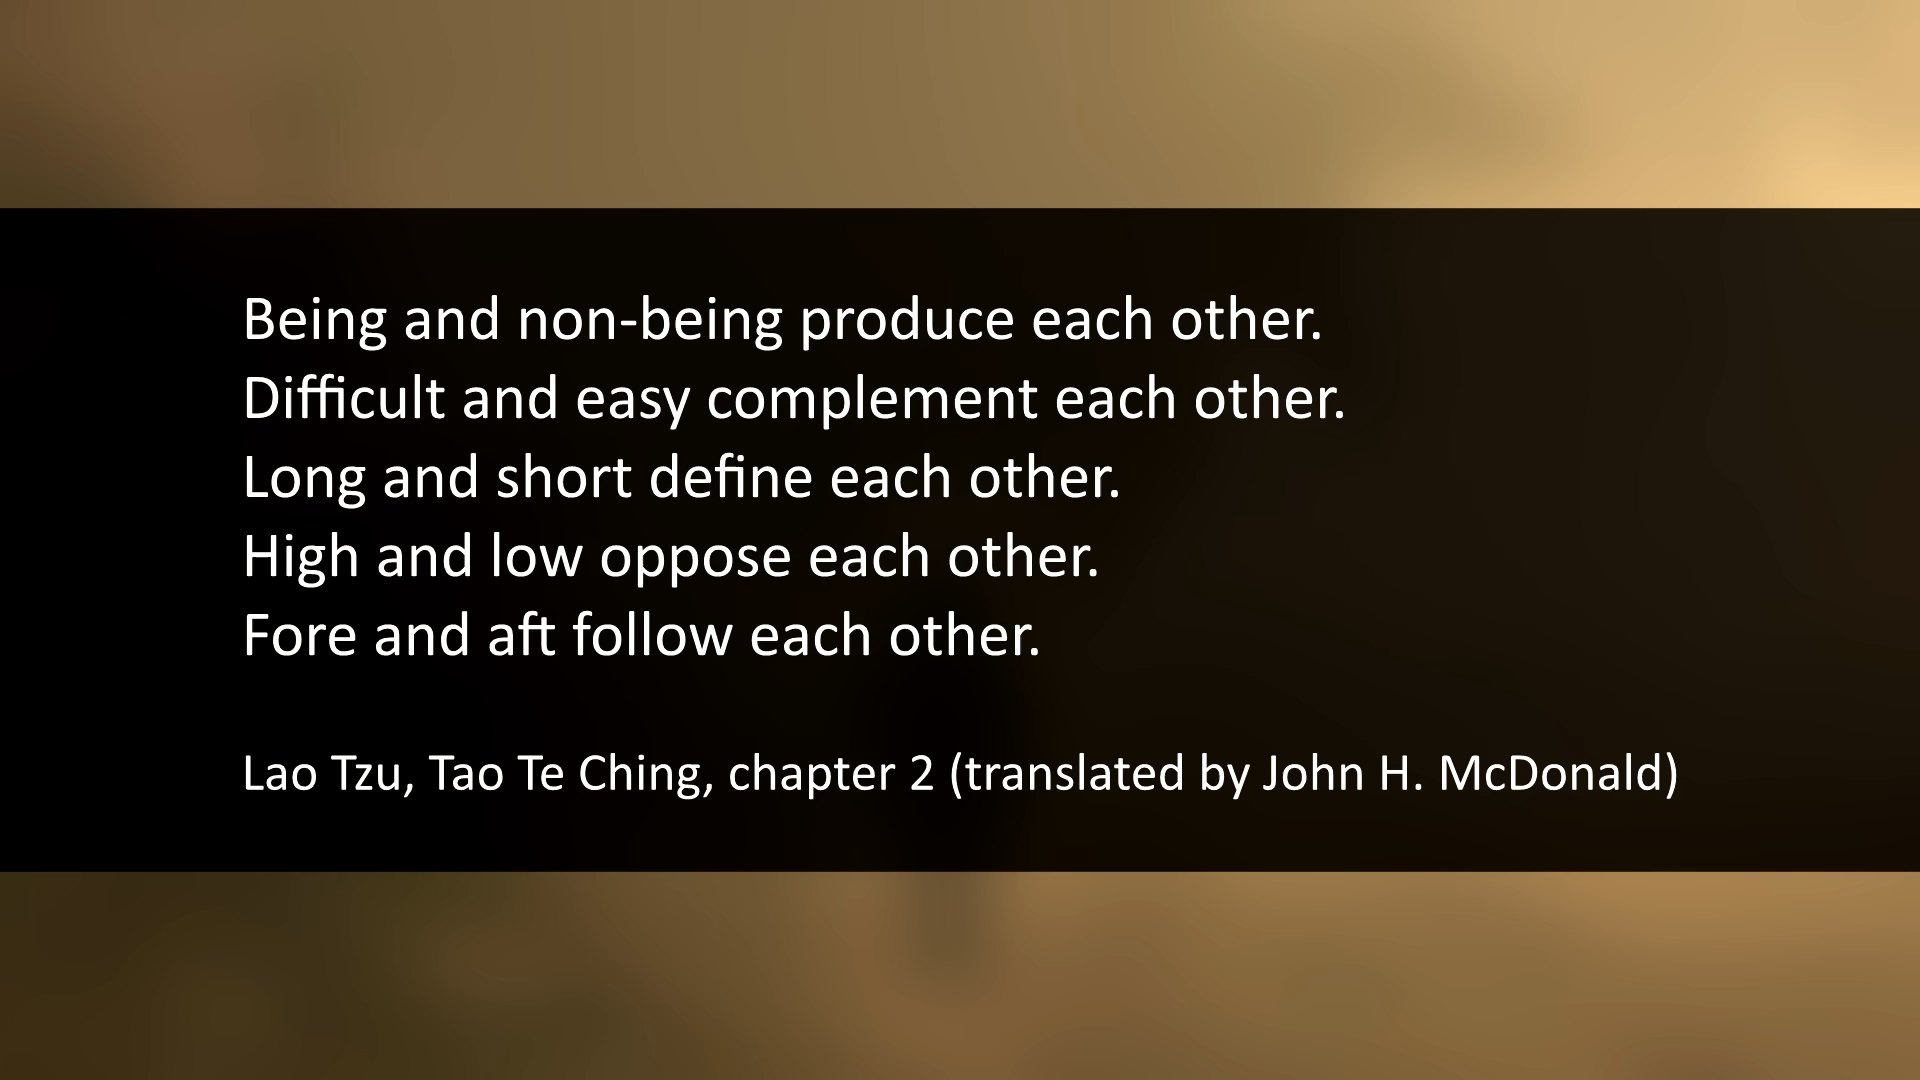 Being and non-being produce each other.
Difficult and easy complement each other.
Long and short define each other.
High and low oppose each other.
Fore and aft follow each other.
Lao Tzu, Tao Te Ching, chapter 2 (translated by John H. McDonald)